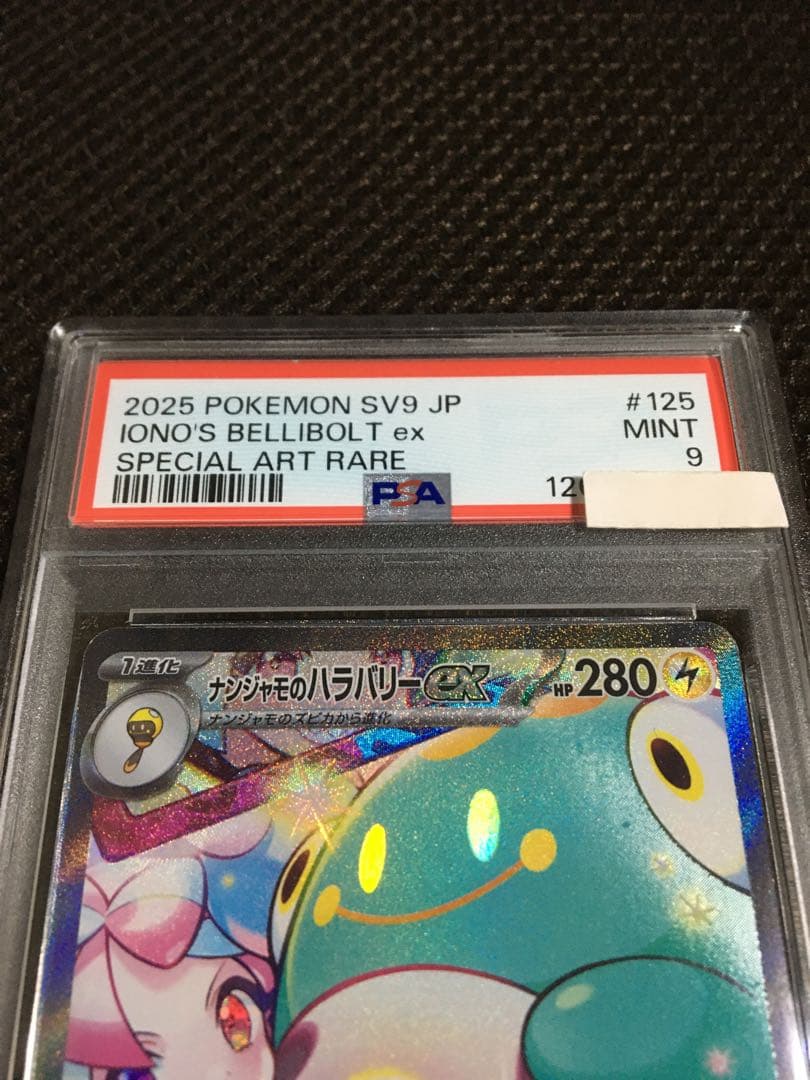 2025 POKEMON SV9 JP #125
IONO'S BELLIBOLT ex MINT
SPECIAL ART RARE 9
PSA
1進化
ナンジャモのハラバリーex HP280
ナンジャモのズピカから進化